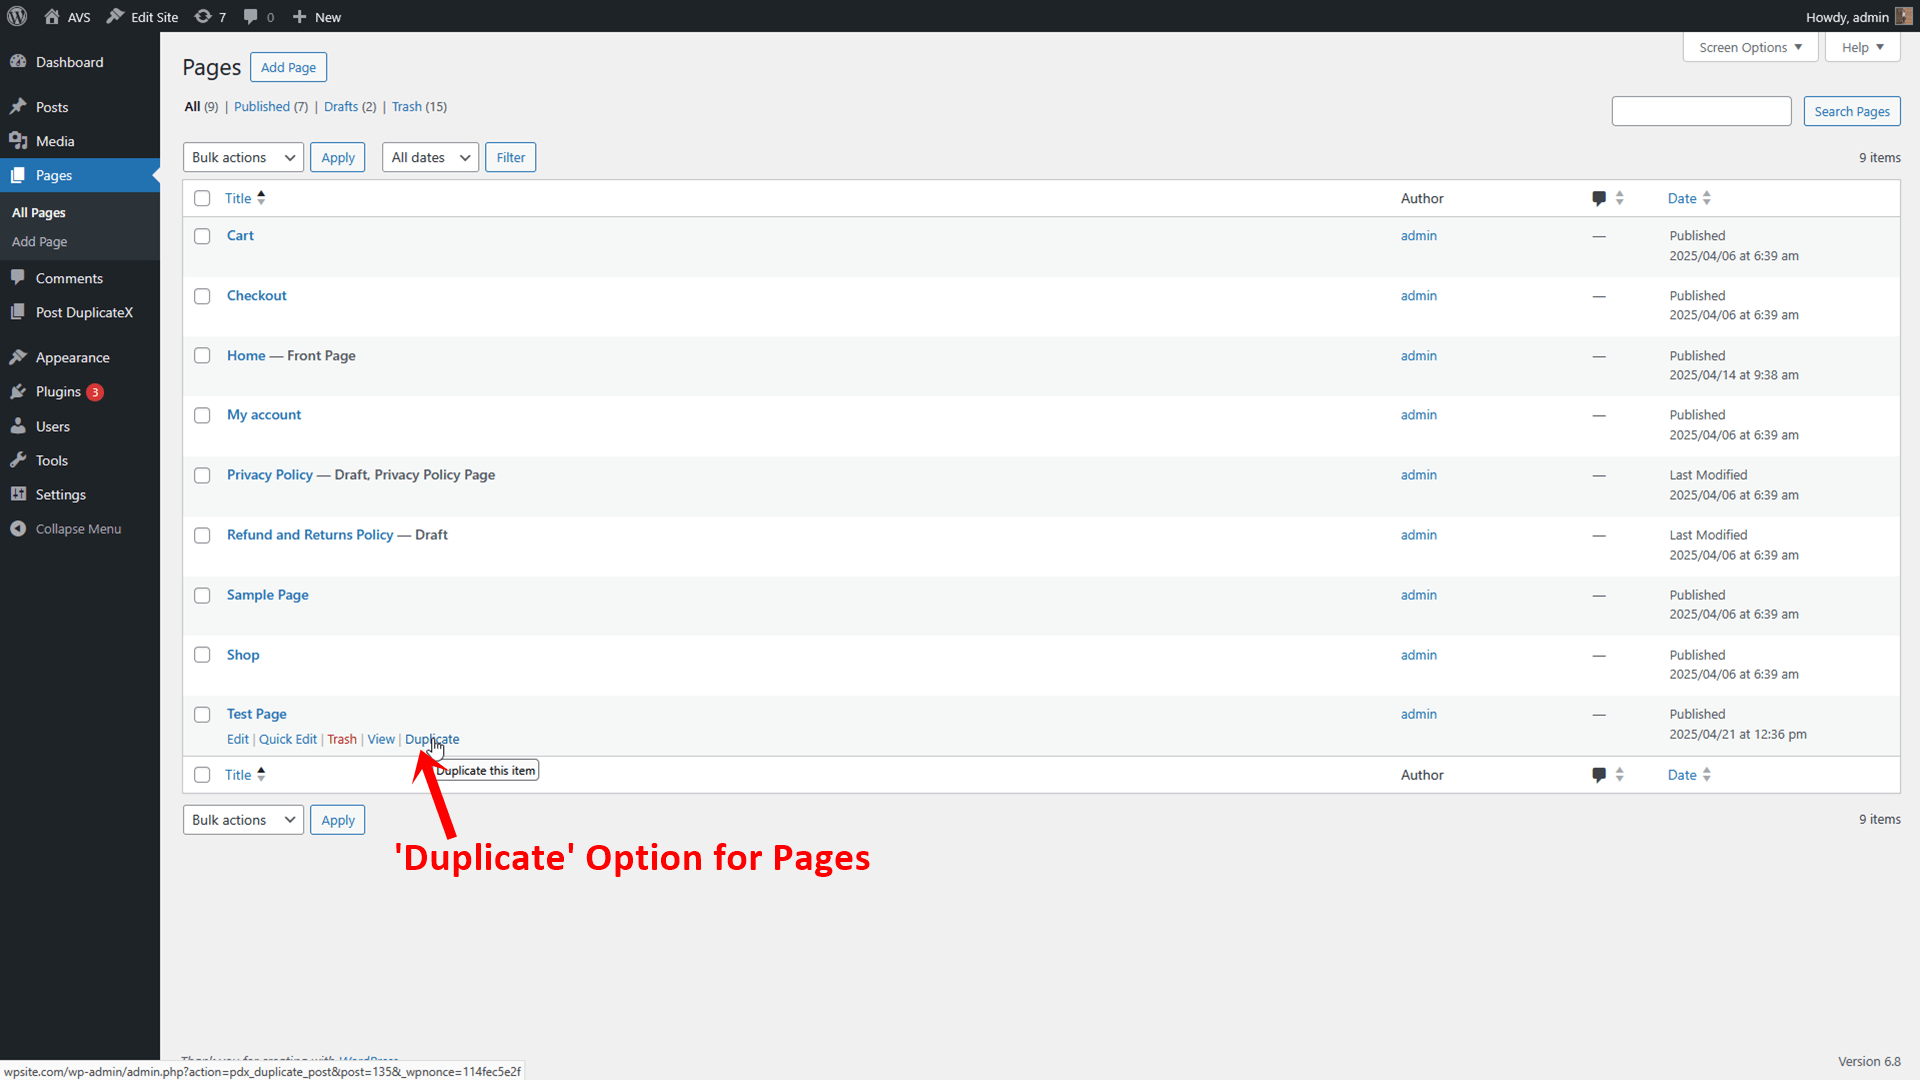 AVS Edit Site 7 0 New Howdy, admin
Screen Options Help
Dashboard
Posts
Media
Pages
All Pages
Add Page
Comments
Post DuplicateX
Appearance
Plugins 3
Users
Tools
Settings
Collapse Menu
Pages Add Page
All (9) | Published (7) | Drafts (2) | Trash (15)
Search Pages
Bulk actions Apply All dates Filter 9 items
Title Author Date
Cart admin — Published
2025/04/06 at 6:39 am
Checkout admin — Published
2025/04/06 at 6:39 am
Home — Front Page admin — Published
2025/04/14 at 9:38 am
My account admin — Published
2025/04/06 at 6:39 am
Privacy Policy — Draft, Privacy Policy Page admin — Last Modified
2025/04/06 at 6:39 am
Refund and Returns Policy — Draft admin — Last Modified
2025/04/06 at 6:39 am
Sample Page admin — Published
2025/04/06 at 6:39 am
Shop admin — Published
2025/04/06 at 6:39 am
Test Page admin — Published
2025/04/21 at 12:36 pm
Edit | Quick Edit | Trash | View | Duplicate
Duplicate this item
Title Author Date
Bulk actions Apply 9 items
'Duplicate' Option for Pages
Thank you for creating with WordPress
Version 6.8
wpsite.com/wp-admin/admin.php?action=pdx_duplicate_post&post=135&_wpnonce=114fec5e2f